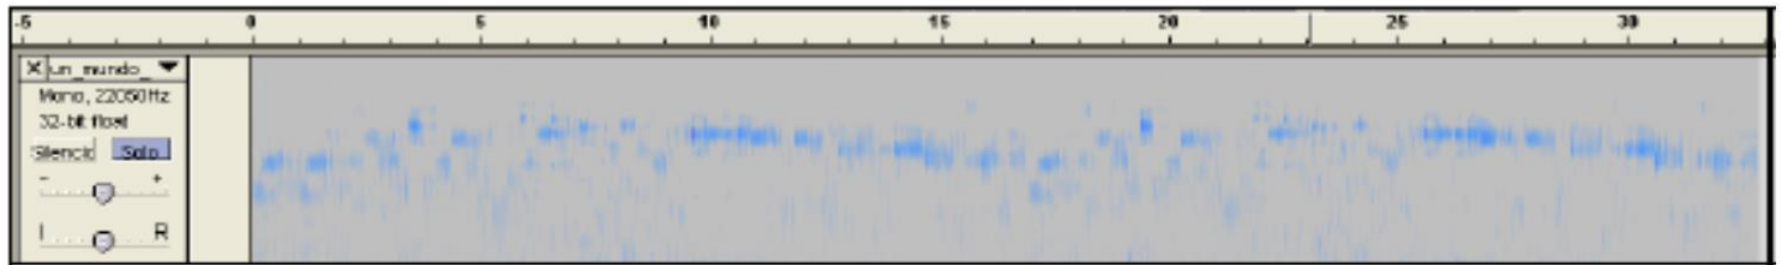 -5 0 5 10 15 20 25 30
X un_mundo_
Mono, 22050Hz
32-bit float
Silencio Solo
- +
I R